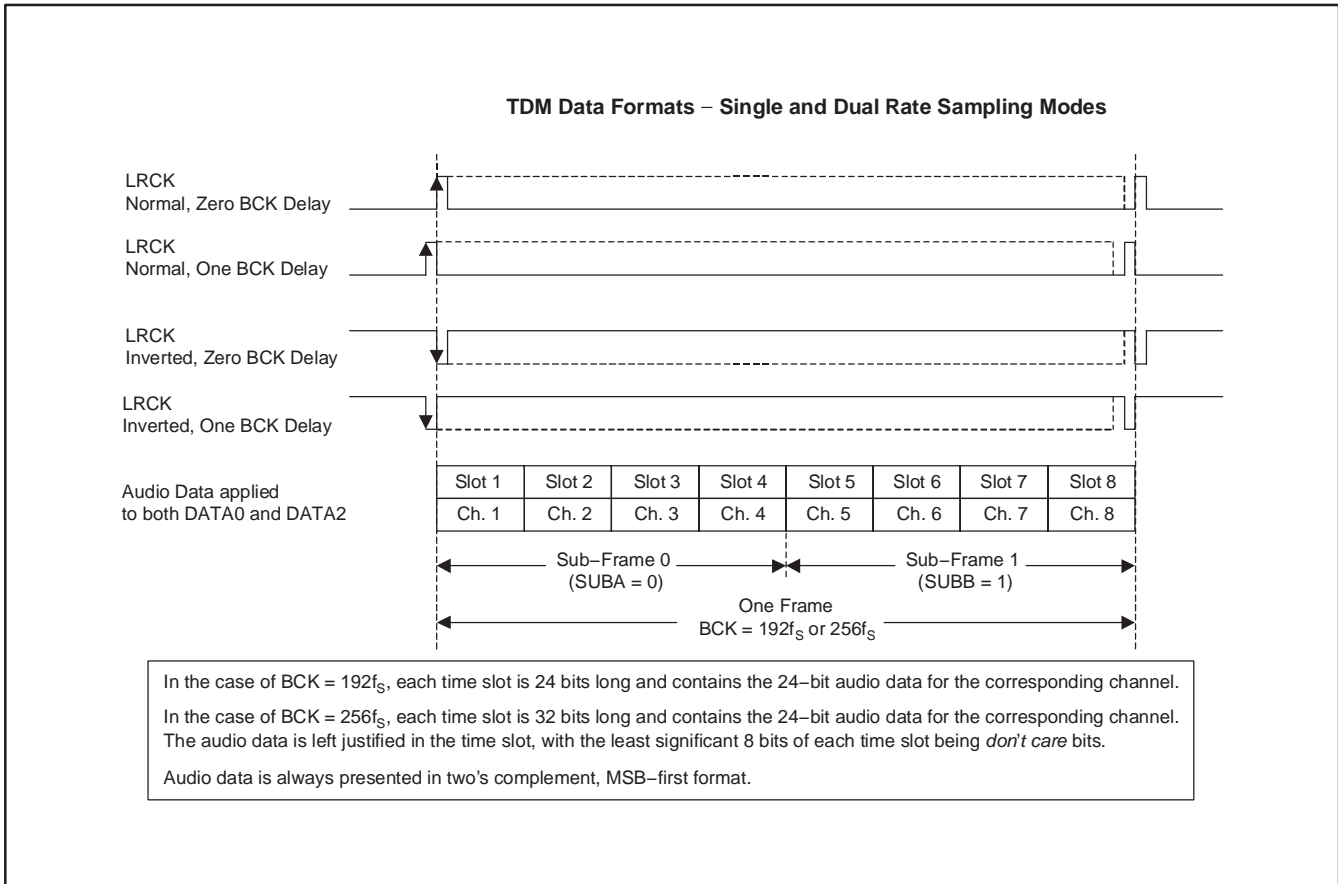 TDM Data Formats − Single and Dual Rate Sampling Modes
LRCK
Normal, Zero BCK Delay
LRCK
Normal, One BCK Delay
LRCK
Inverted, Zero BCK Delay
LRCK
Inverted, One BCK Delay
Audio Data applied
to both DATA0 and DATA2
Slot 1 Slot 2 Slot 3 Slot 4 Slot 5 Slot 6 Slot 7 Slot 8
Ch. 1 Ch. 2 Ch. 3 Ch. 4 Ch. 5 Ch. 6 Ch. 7 Ch. 8
Sub−Frame 0 Sub−Frame 1
(SUBA = 0) (SUBB = 1)
One Frame
BCK = 192fS or 256fS
In the case of BCK = 192fS, each time slot is 24 bits long and contains the 24−bit audio data for the corresponding channel.
In the case of BCK = 256fS, each time slot is 32 bits long and contains the 24−bit audio data for the corresponding channel.
The audio data is left justified in the time slot, with the least significant 8 bits of each time slot being don't care bits.
Audio data is always presented in two's complement, MSB−first format.